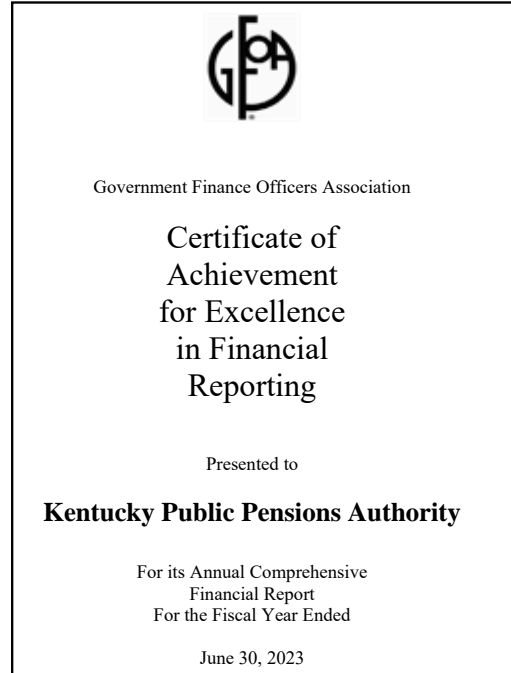 GFOA
Government Finance Officers Association
Certificate of
Achievement
for Excellence
in Financial
Reporting
Presented to
Kentucky Public Pensions Authority
For its Annual Comprehensive
Financial Report
For the Fiscal Year Ended
June 30, 2023